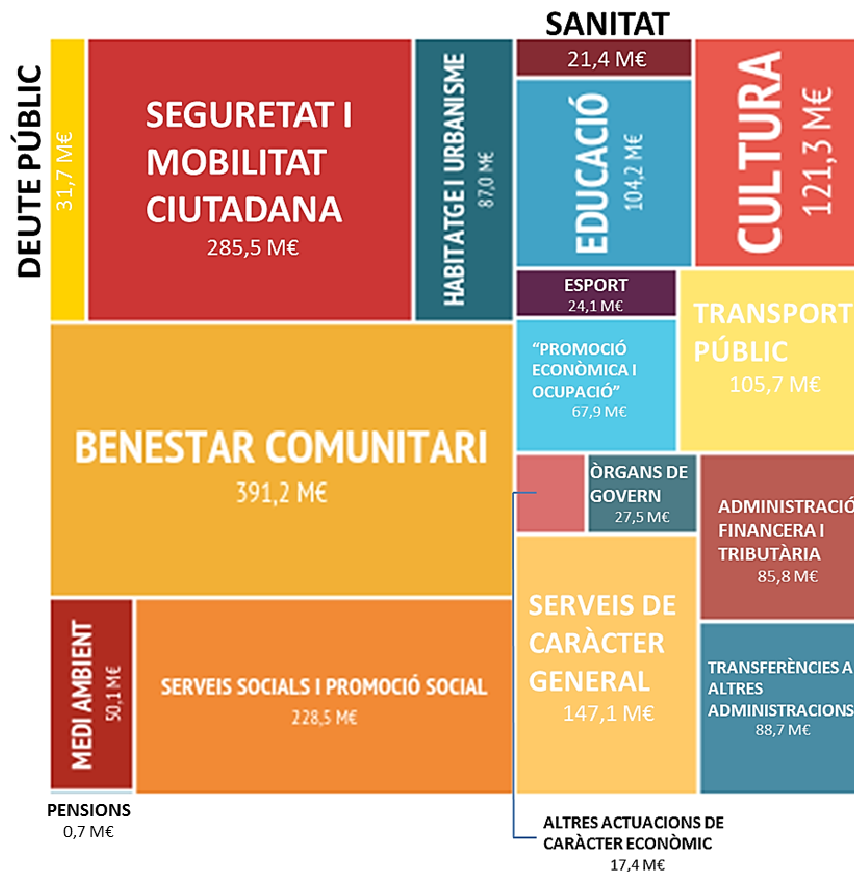 DEUTE PÚBLIC
31,7 M€
SEGURETAT I
MOBILITAT
CIUTADANA
285,5 M€
HABITATGE I URBANISME
87,0 M€
SANITAT
21,4 M€
EDUCACIÓ
104,2 M€
CULTURA
121,3 M€
ESPORT
24,1 M€
“PROMOCIÓ
ECONÒMICA I
OCUPACIÓ”
67,9 M€
TRANSPORT
PÚBLIC
105,7 M€
BENESTAR COMUNITARI
391,2 M€
ÒRGANS DE
GOVERN
27,5 M€
ADMINISTRACIÓ
FINANCERA I
TRIBUTÀRIA
85,8 M€
SERVEIS DE
CARÀCTER
GENERAL
147,1 M€
MEDI AMBIENT
50,1 M€
SERVEIS SOCIALS I PROMOCIÓ SOCIAL
228,5 M€
TRANSFERÈNCIES A
ALTRES
ADMINISTRACIONS
88,7 M€
PENSIONS
0,7 M€
ALTRES ACTUACIONS DE
CARÀCTER ECONÒMIC
17,4 M€